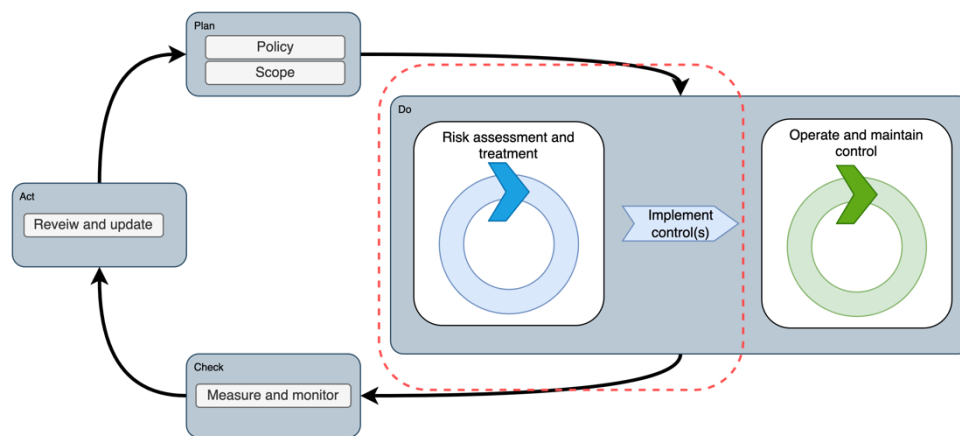 Plan
Policy
Scope
Do
Risk assessment and
treatment
Implement
control(s)
Operate and maintain
control
Act
Reveiw and update
Check
Measure and monitor